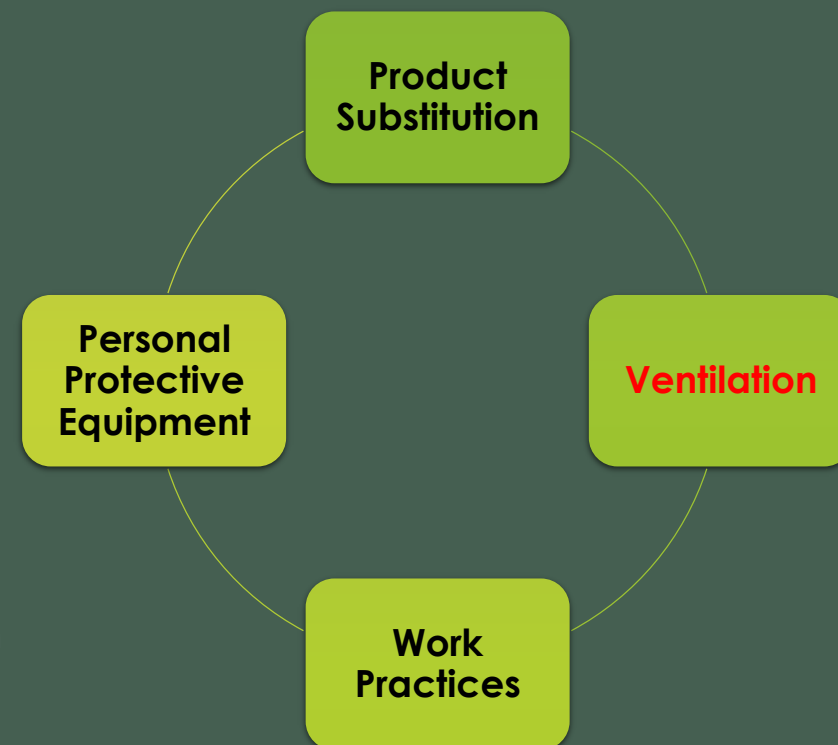 Product
Substitution
Ventilation
Work
Practices
Personal
Protective
Equipment